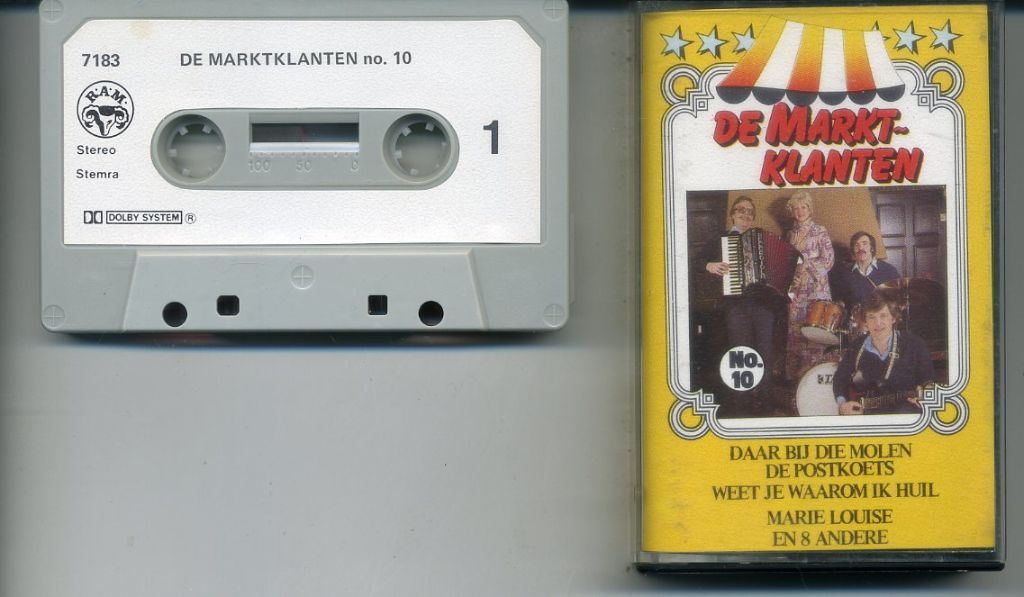 7183
DE MARKTKLANTEN no. 10
R.A.M.
Stereo
Stemra
1
100 50 0
DOLBY SYSTEM ®
DE MARKT-
KLANTEN
No.
10
DAAR BIJ DIE MOLEN
DE POSTKOETS
WEET JE WAAROM IK HUIL
MARIE LOUISE
EN 8 ANDERE